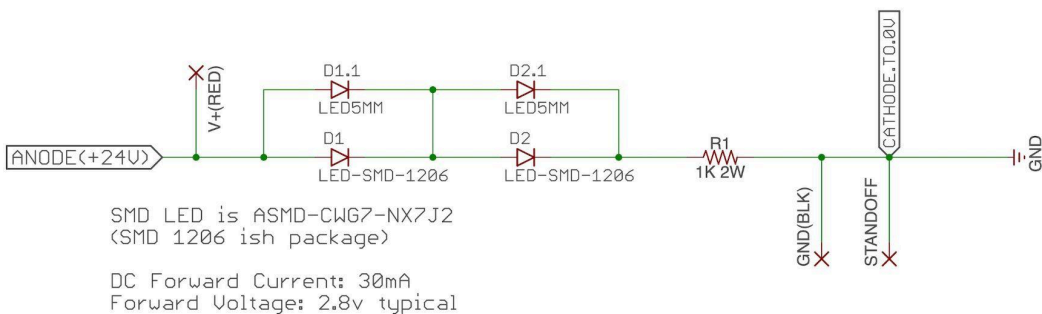 CATHODE.TO.0V
V+(RED)
D1.1
LED5MM
D2.1
LED5MM
ANODE(+24V)
D1
LED-SMD-1206
D2
LED-SMD-1206
R1
1K 2W
GND
GND(BLK)
STANDOFF
SMD LED is ASMD-CWG7-NX7J2
(SMD 1206 ish package)
DC Forward Current: 30mA
Forward Voltage: 2.8v typical